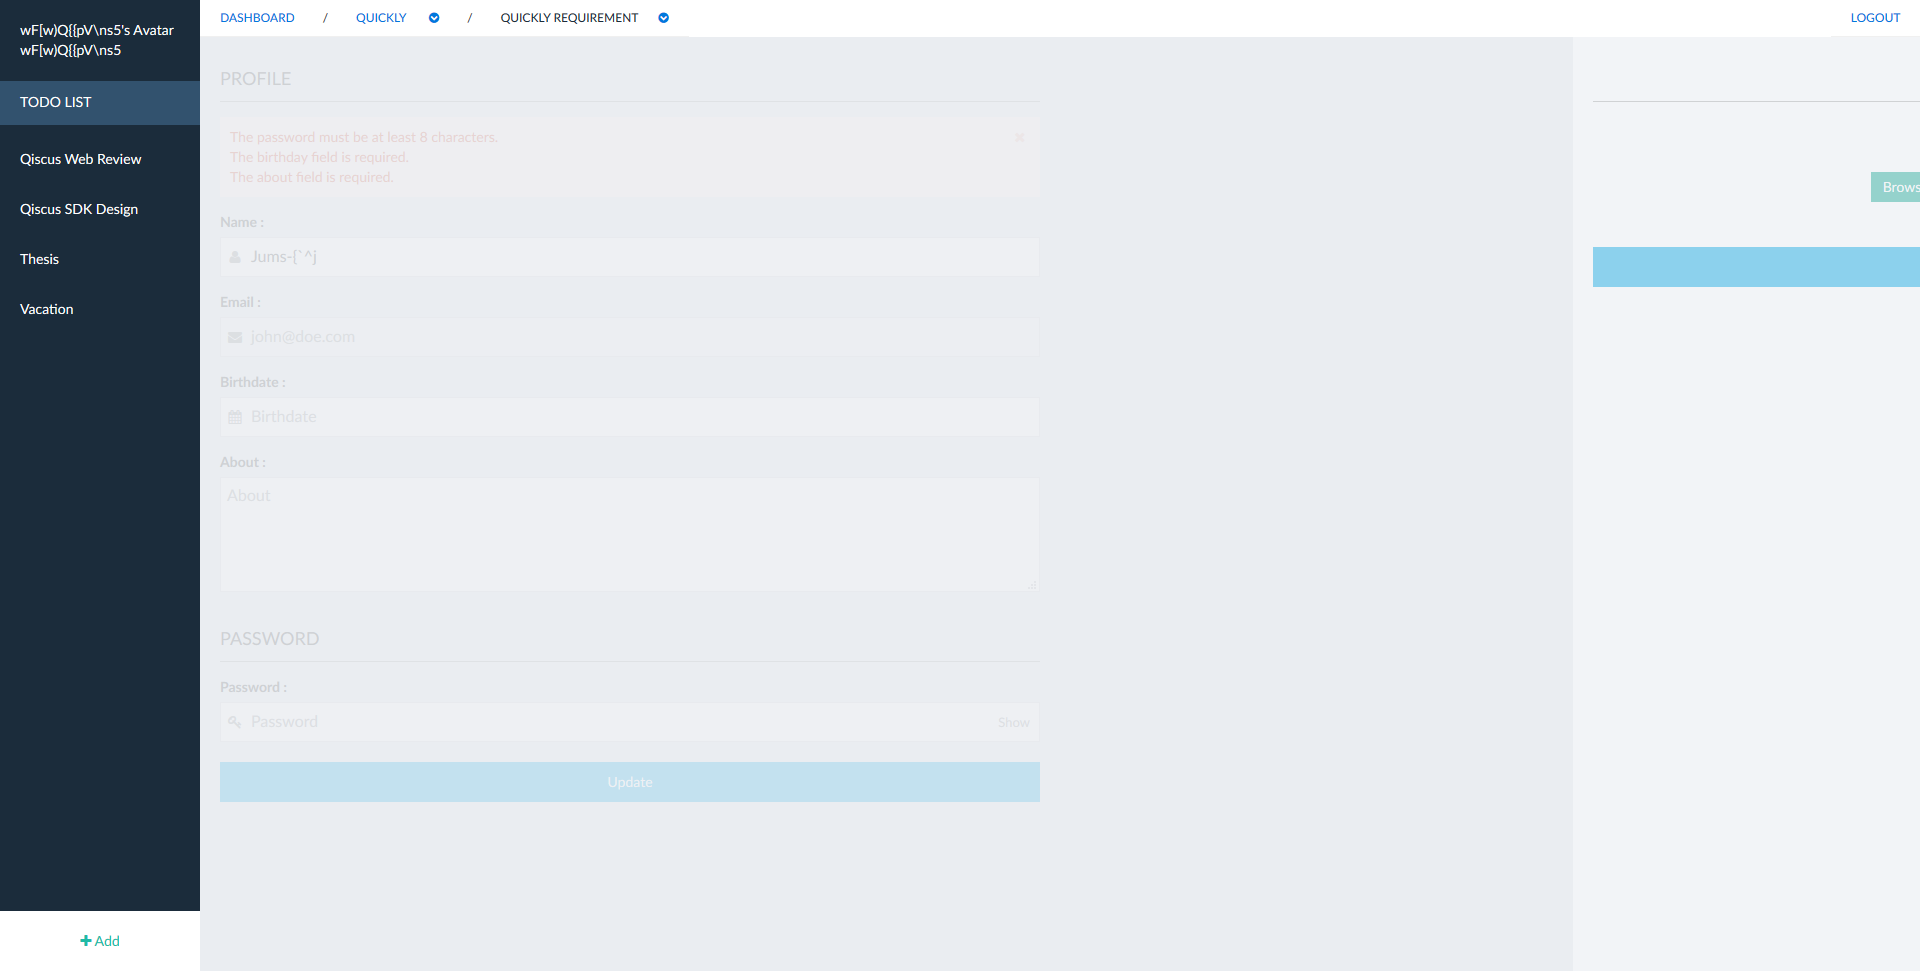 wF[w)Q{{pV\ns5's Avatar
wF[w)Q{{pV\ns5
TODO LIST
Qiscus Web Review
Qiscus SDK Design
Thesis
Vacation
Add
DASHBOARD / QUICKLY / QUICKLY REQUIREMENT
LOGOUT
PROFILE
The password must be at least 8 characters.
The birthday field is required.
The about field is required.
Name :
Jums-[`^j
Email :
john@doe.com
Birthdate :
Birthdate
About :
About
PASSWORD
Password :
Password Show
Update
Brows